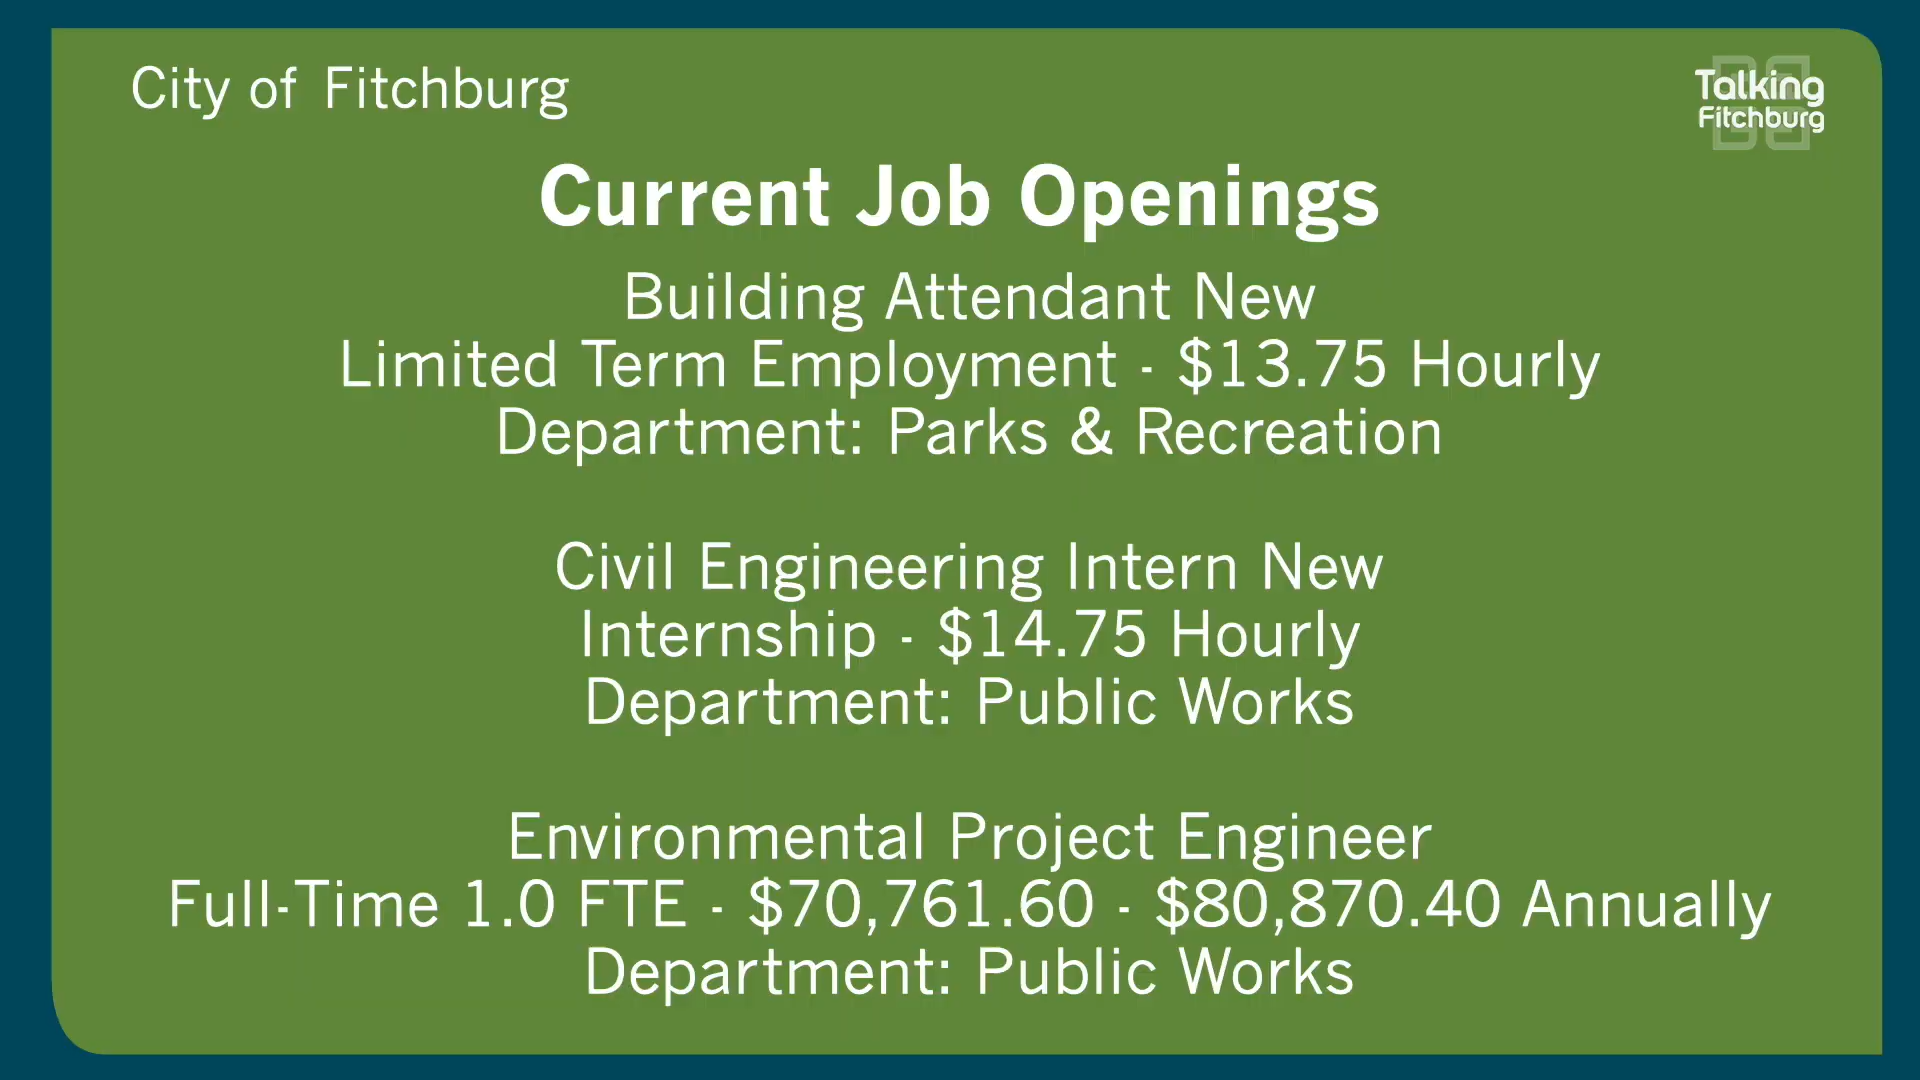 City of Fitchburg
Talking
Fitchburg
Current Job Openings
Building Attendant New
Limited Term Employment - $13.75 Hourly
Department: Parks & Recreation
Civil Engineering Intern New
Internship - $14.75 Hourly
Department: Public Works
Environmental Project Engineer
Full-Time 1.0 FTE - $70,761.60 - $80,870.40 Annually
Department: Public Works